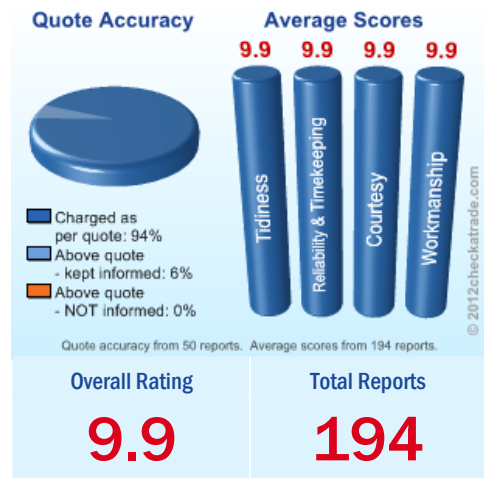 Quote Accuracy
Charged as
per quote: 94%
Above quote
- kept informed: 6%
Above quote
- NOT informed: 0%
Average Scores
9.9 9.9 9.9 9.9
Tidiness
Reliability & Timekeeping
Courtesy
Workmanship
© 2012checkatrade.com
Quote accuracy from 50 reports. Average scores from 194 reports.
Overall Rating
9.9
Total Reports
194